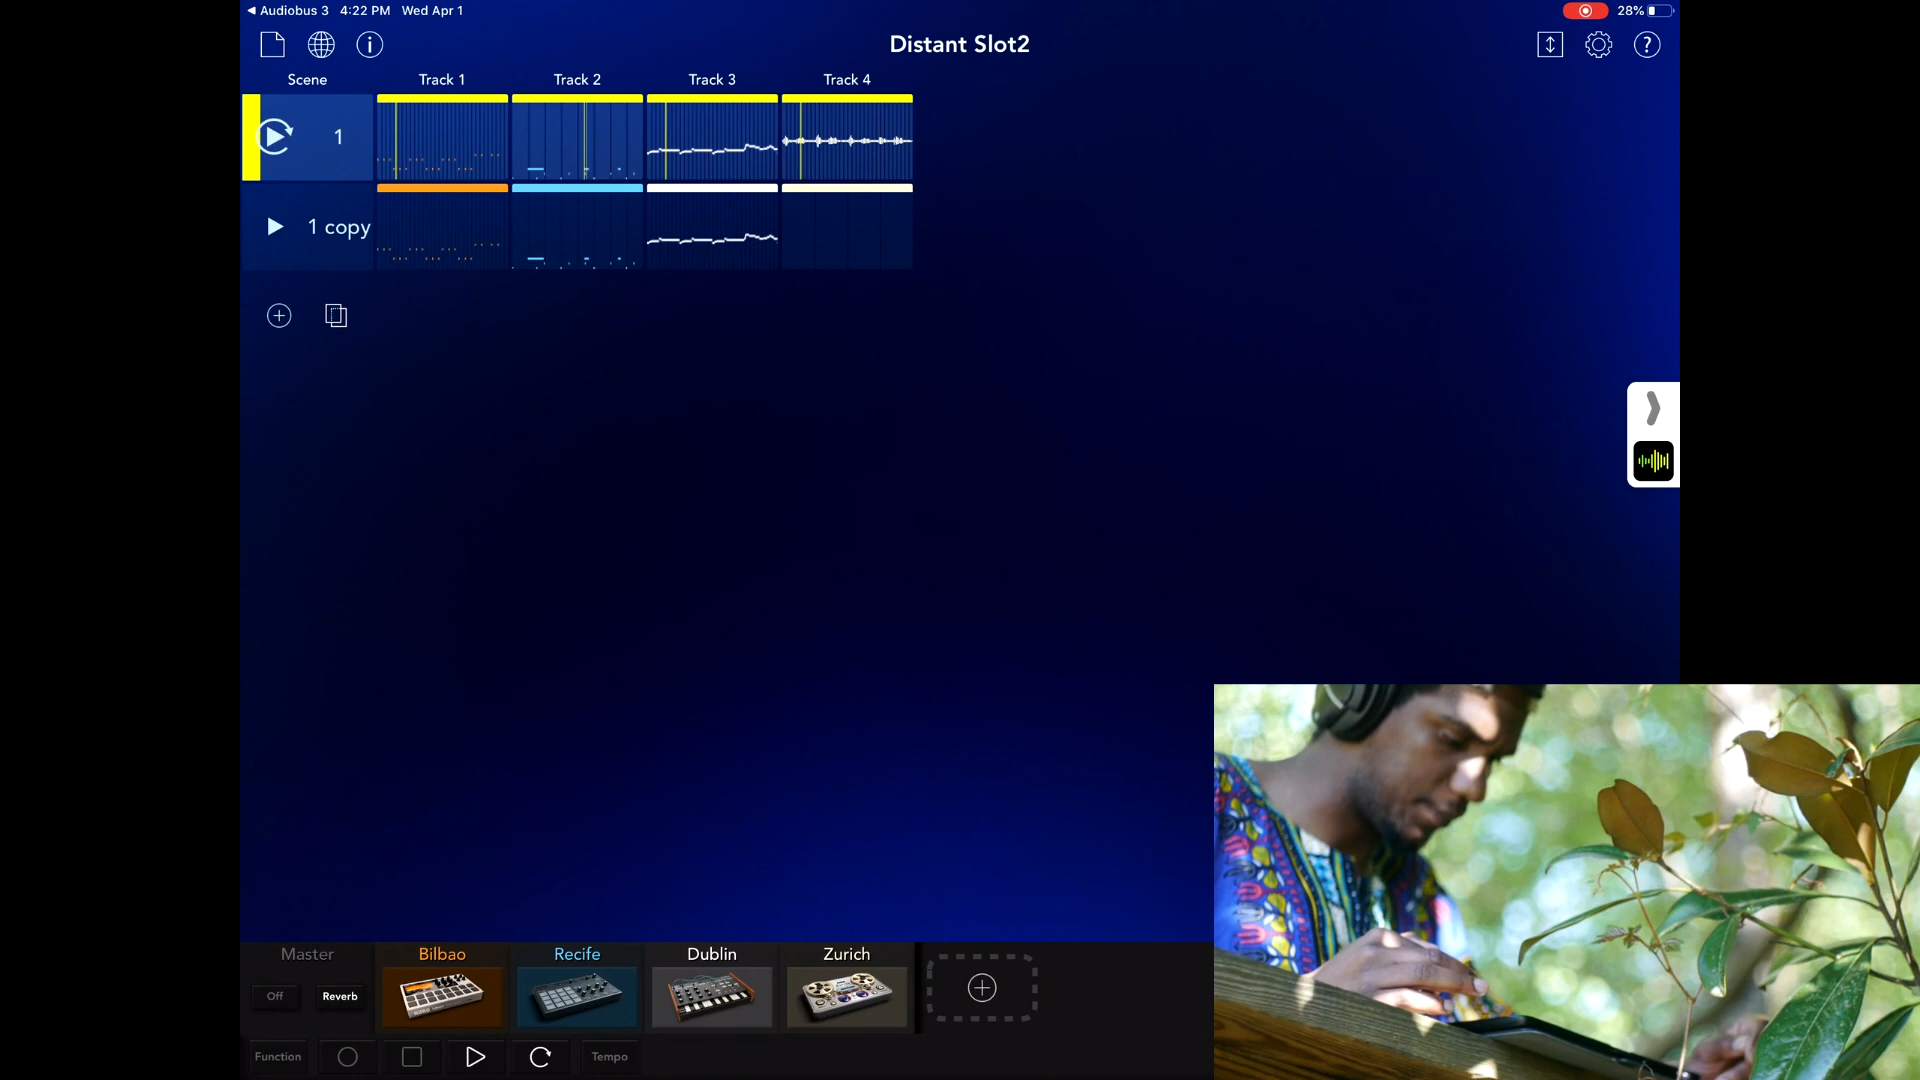 Audiobus 3 4:22 PM Wed Apr 1
28%
Distant Slot2
Scene Track 1 Track 2 Track 3 Track 4
1
1 copy
Master Bilbao Recife Dublin Zurich
Off Reverb
Function Tempo